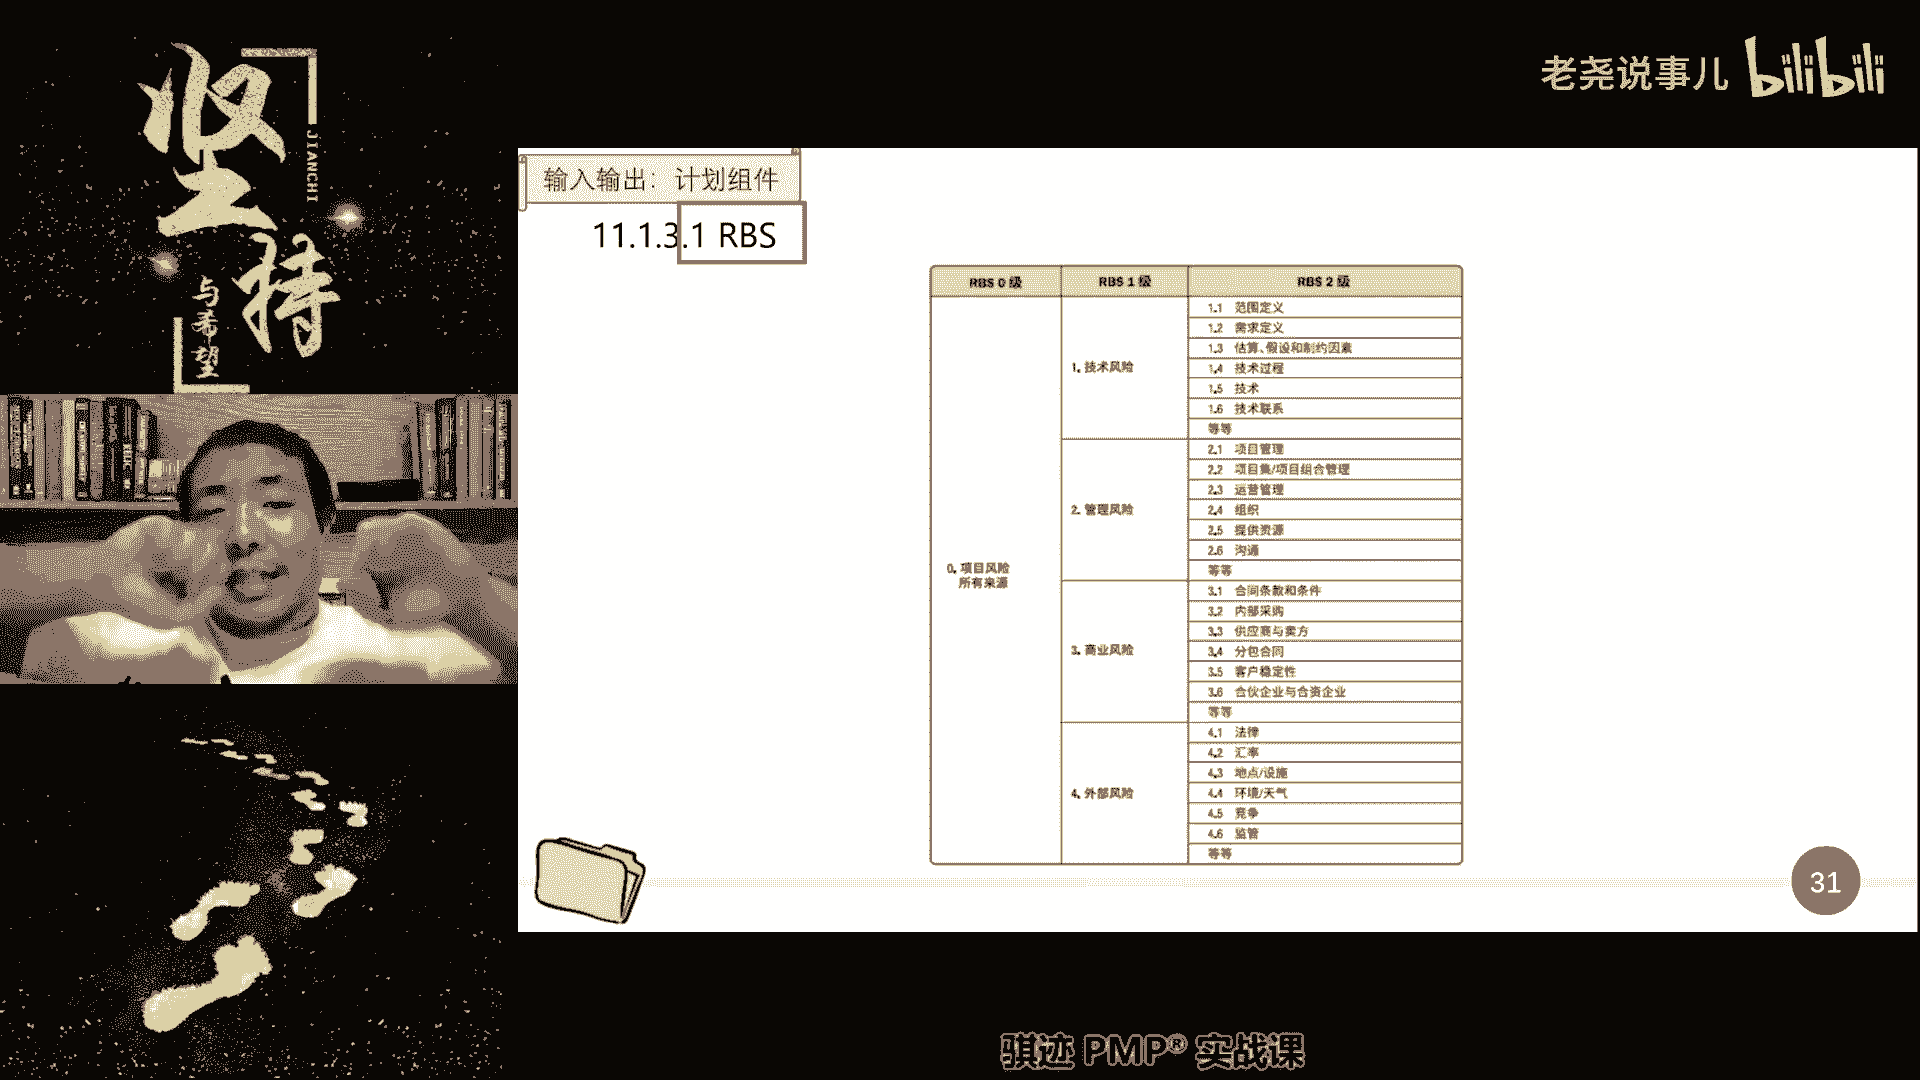 坚持
JIANCHI
与希望
老尧说事儿 bilibili
输入输出：计划组件
11.1.3.1 RBS
RBS 0 级 RBS 1 级 RBS 2 级
0. 项目风险所有来源
1. 技术风险
1.1 范围定义
1.2 需求定义
1.3 估算、假设和制约因素
1.4 技术过程
1.5 技术
1.6 技术联系
等等
2. 管理风险
2.1 项目管理
2.2 项目集/项目组合管理
2.3 运营管理
2.4 组织
2.5 提供资源
2.6 沟通
等等
3. 商业风险
3.1 合同条款和条件
3.2 内部采购
3.3 供应商与卖方
3.4 分包合同
3.5 客户稳定性
3.6 合伙企业与合资企业
等等
4. 外部风险
4.1 法律
4.2 汇率
4.3 地点/设施
4.4 环境/天气
4.5 竞争
4.6 监管
等等
31
骐迹 PMP® 实战课